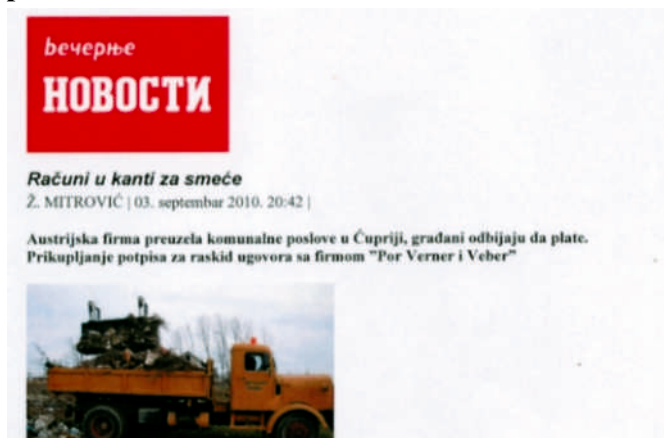 вечерње
НОВОСТИ
Računi u kanti za smeće
Ž. MITROVIĆ | 03. septembar 2010. 20:42 |
Austrijska firma preuzela komunalne poslove u Ćupriji, građani odbijaju da plate.
Prikupljanje potpisa za raskid ugovora sa firmom "Por Verner i Veber"